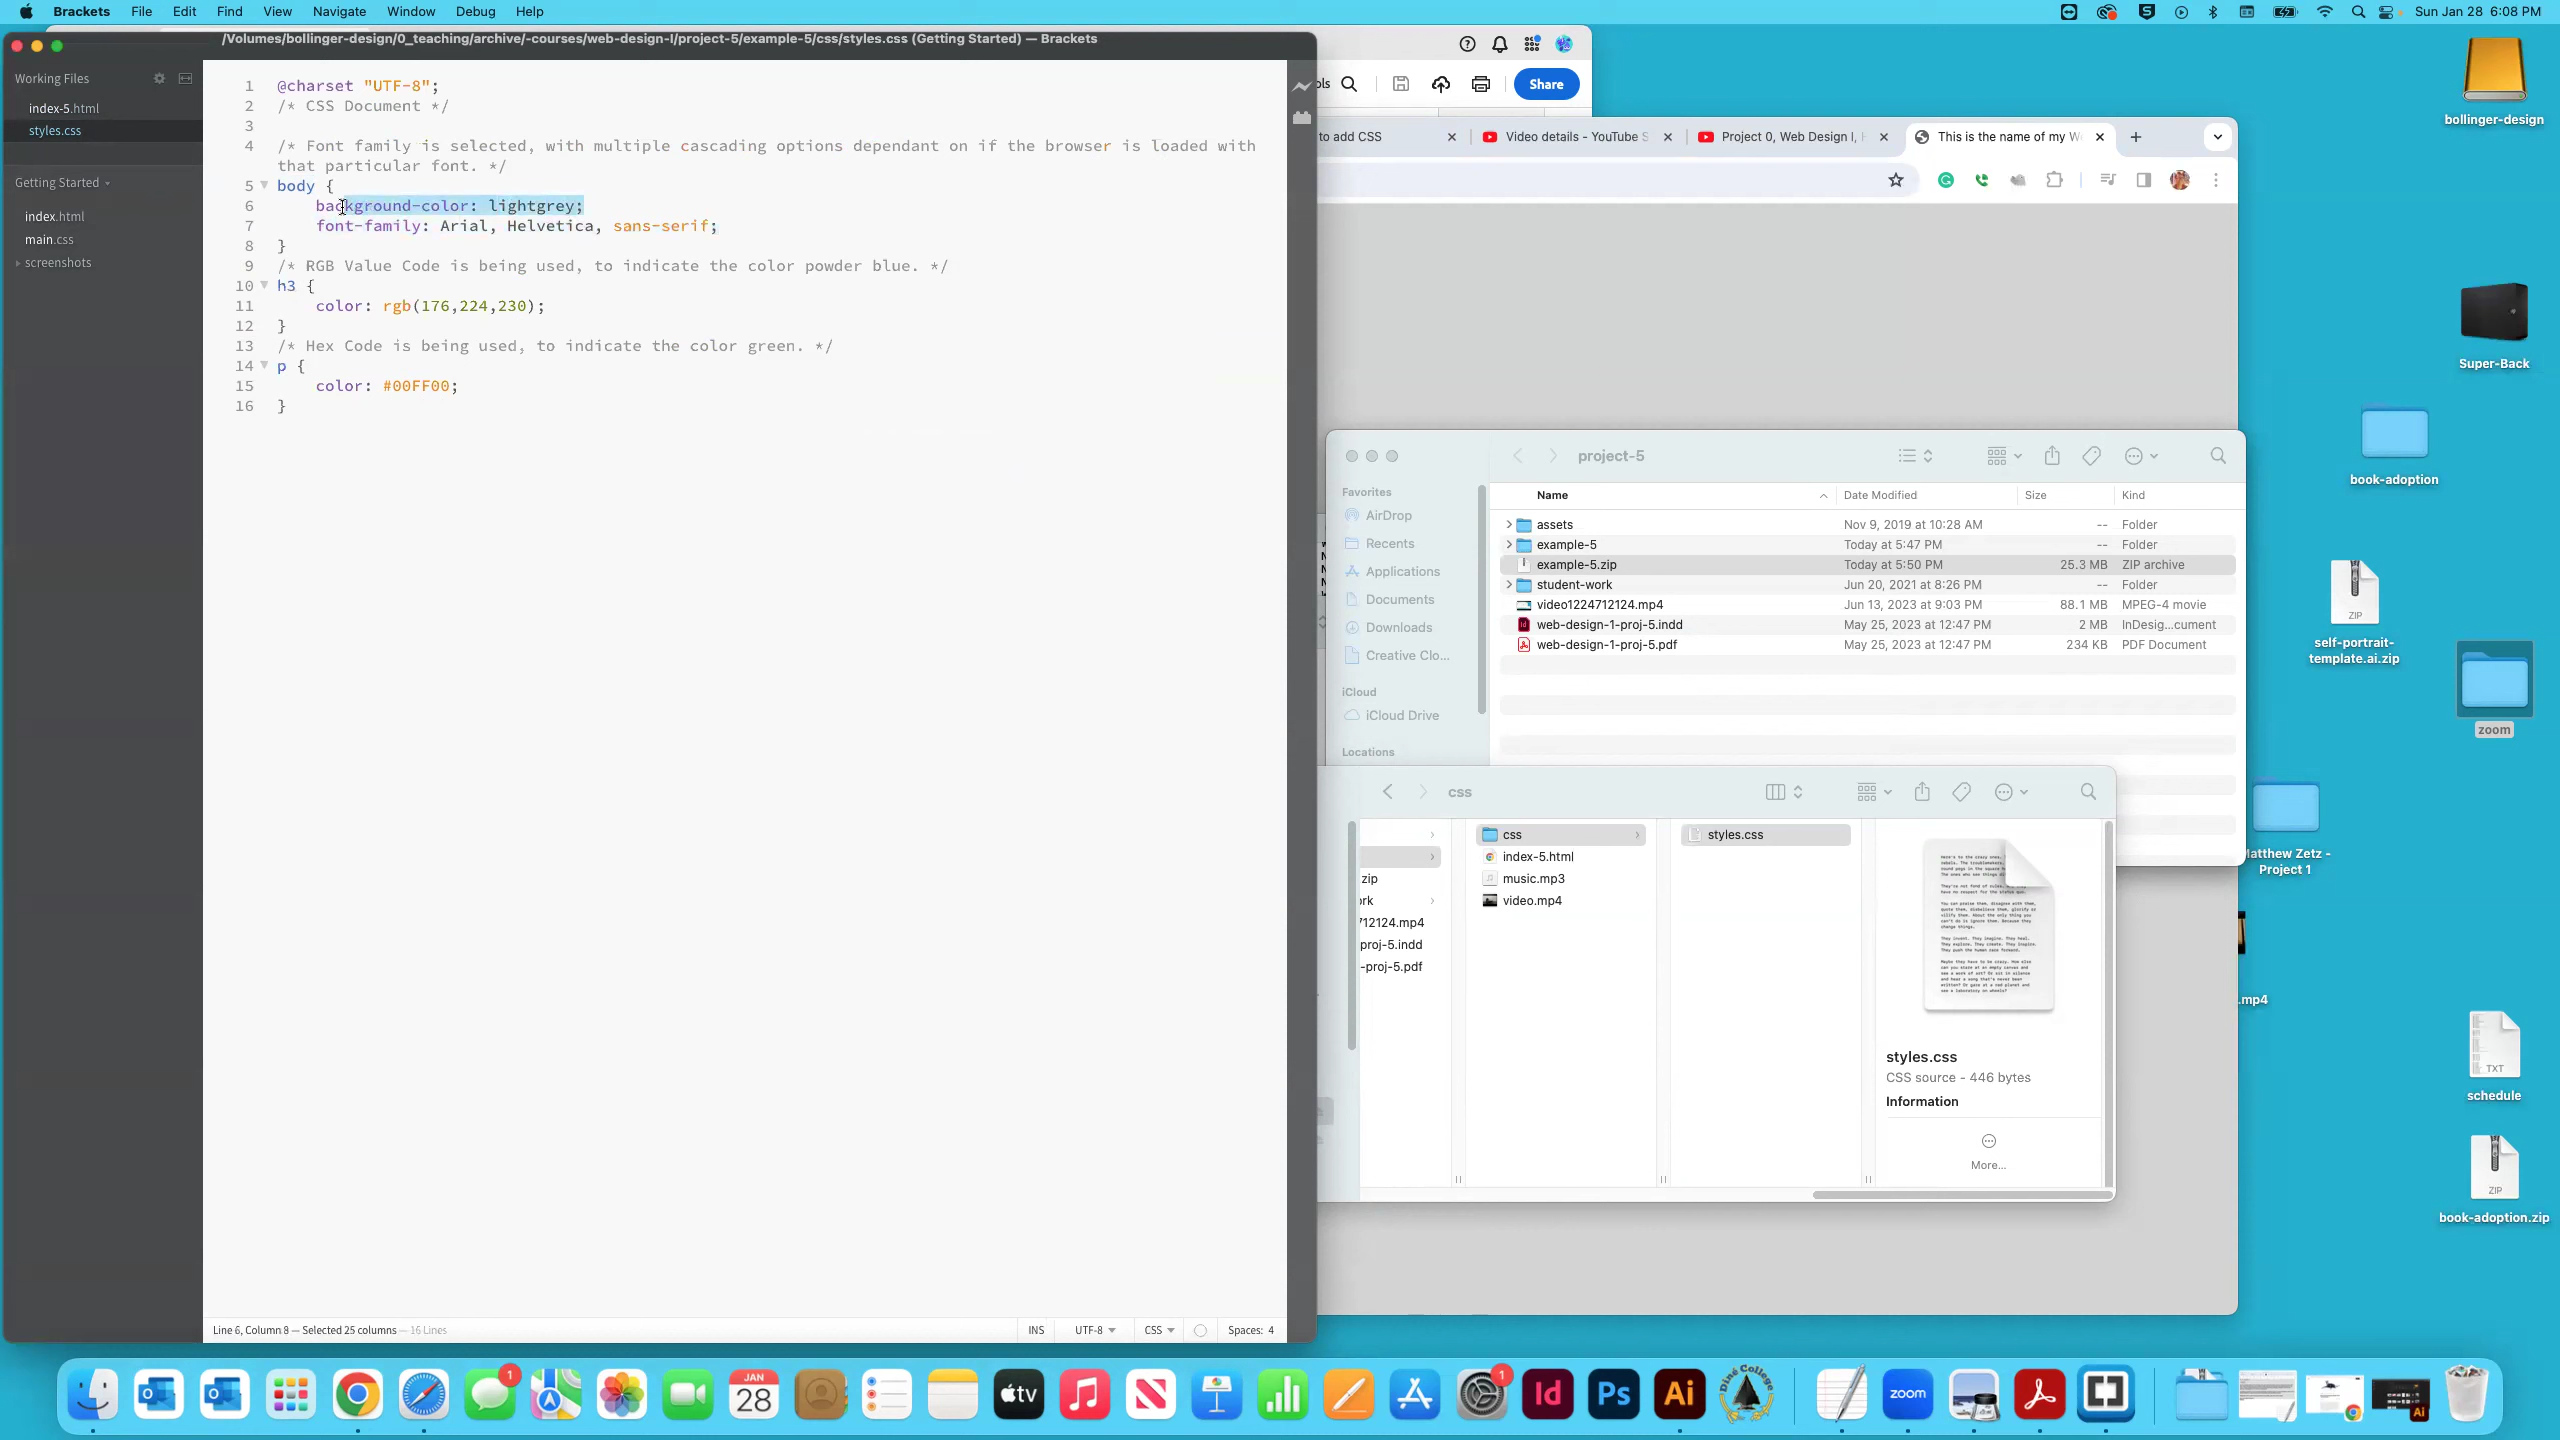 Brackets File Edit View Find Navigate Window Debug Help Sun Jan 28 6:08 PM
/Volumes/bollinger-design/0_teaching/archive/-courses/web-design-I/project-5/example-5/css/styles.css (Getting Started) — Brackets
Working Files
index-5.html
styles.css
Getting Started
index.html
main.css
screenshots
1 @charset "UTF-8";
2 /* CSS Document */
3
4 /* Font family is selected, with multiple cascading options dependant on if the browser is loaded with
that particular font. */
5 body {
6 background-color: lightgrey;
7 font-family: Arial, Helvetica, sans-serif;
8 }
9 /* RGB Value Code is being used, to indicate the color powder blue. */
10 h3 {
11 color: rgb(176,224,230);
12 }
13 /* Hex Code is being used, to indicate the color green. */
14 p {
15 color: #00FF00;
16 }
Line 6, Column 8 — Selected 25 columns — 16 Lines
INS UTF-8 CSS Spaces: 4
Share
to add CSS
Video details - YouTube S
Project 0, Web Design I,
This is the name of my W
project-5
Favorites
AirDrop
Recents
Applications
Documents
Downloads
Creative Clo...
iCloud
iCloud Drive
Locations
Name Date Modified Size Kind
assets Nov 9, 2019 at 10:28 AM -- Folder
example-5 Today at 5:47 PM -- Folder
example-5.zip Today at 5:50 PM 25.3 MB ZIP archive
student-work Jun 20, 2021 at 8:26 PM -- Folder
video1224712124.mp4 Jun 13, 2023 at 9:03 PM 88.1 MB MPEG-4 movie
web-design-1-proj-5.indd May 25, 2023 at 12:47 PM 2 MB InDesig...cument
web-design-1-proj-5.pdf May 25, 2023 at 12:47 PM 234 KB PDF Document
css
zip
712124.mp4
proj-5.indd
-proj-5.pdf
css
index-5.html
music.mp3
video.mp4
styles.css
styles.css
CSS source - 446 bytes
Information
More...
bollinger-design
Super-Back
book-adoption
ZIP
self-portrait-
template.ai.zip
zoom
atthew Zetz -
Project 1
.mp4
TXT
schedule
ZIP
book-adoption.zip
1
JAN
28
tv
1
Id
Ps
Ai
Diné College
zoom
Ai